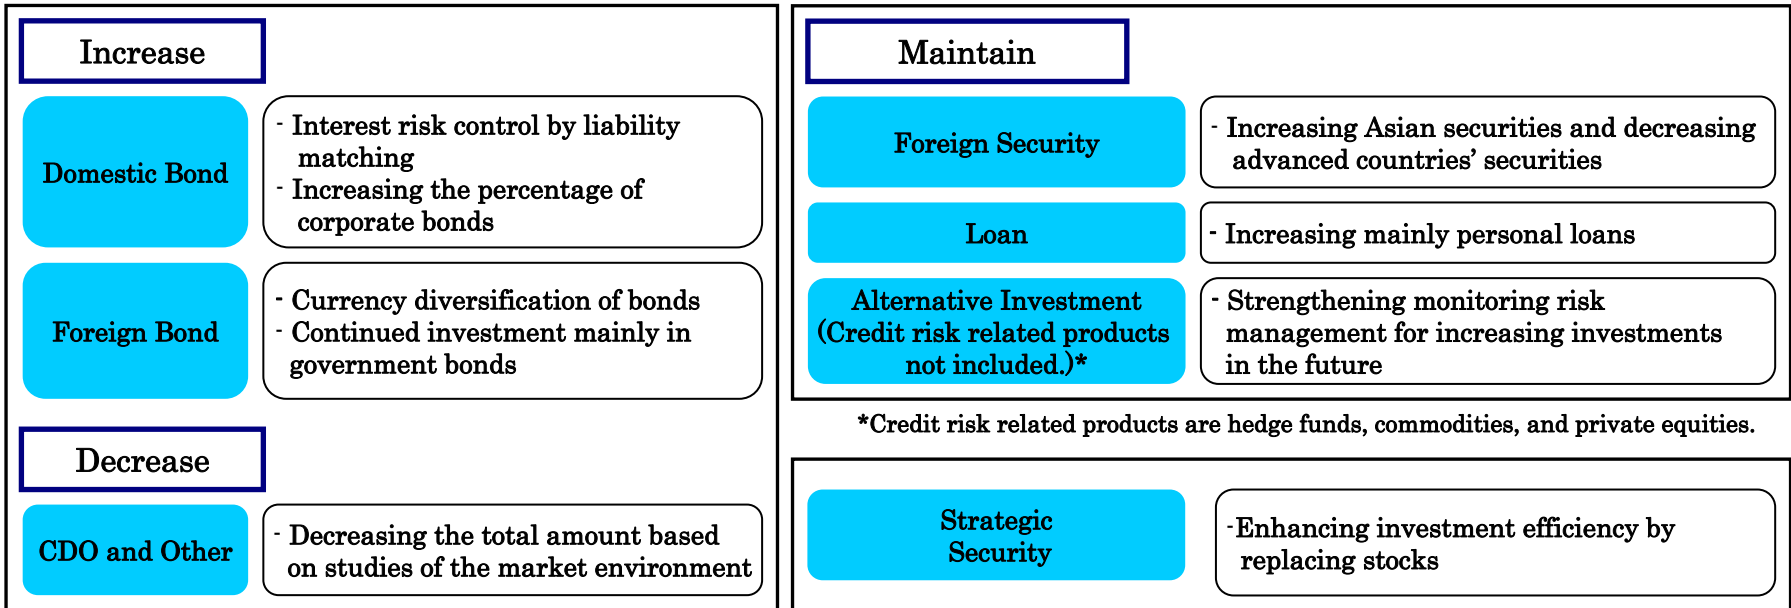 Increase
Domestic Bond
- Interest risk control by liability
matching
- Increasing the percentage of
corporate bonds
Foreign Bond
- Currency diversification of bonds
- Continued investment mainly in
government bonds
Decrease
CDO and Other
- Decreasing the total amount based
on studies of the market environment
Maintain
Foreign Security
- Increasing Asian securities and decreasing
advanced countries’ securities
Loan
- Increasing mainly personal loans
Alternative Investment
(Credit risk related products
not included.)*
- Strengthening monitoring risk
management for increasing investments
in the future
*Credit risk related products are hedge funds, commodities, and private equities.
Strategic
Security
-Enhancing investment efficiency by
replacing stocks